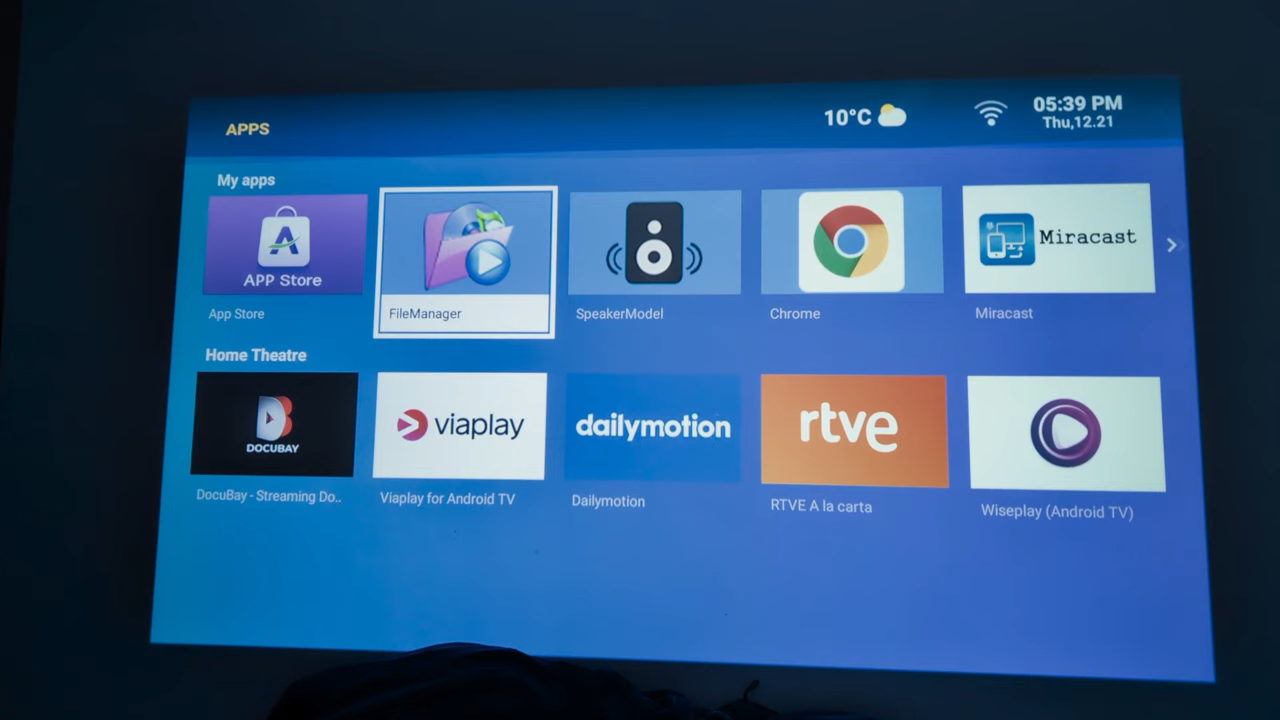 APPS
10°C
05:39 PM
Thu,12.21
My apps
A
APP Store
Miracast
App Store
FileManager
SpeakerModel
Chrome
Miracast
Home Theatre
DOCUBAY
viaplay
dailymotion
rtve
DocuBay - Streaming Do..
Viaplay for Android TV
Dailymotion
RTVE A la carta
Wiseplay (Android TV)